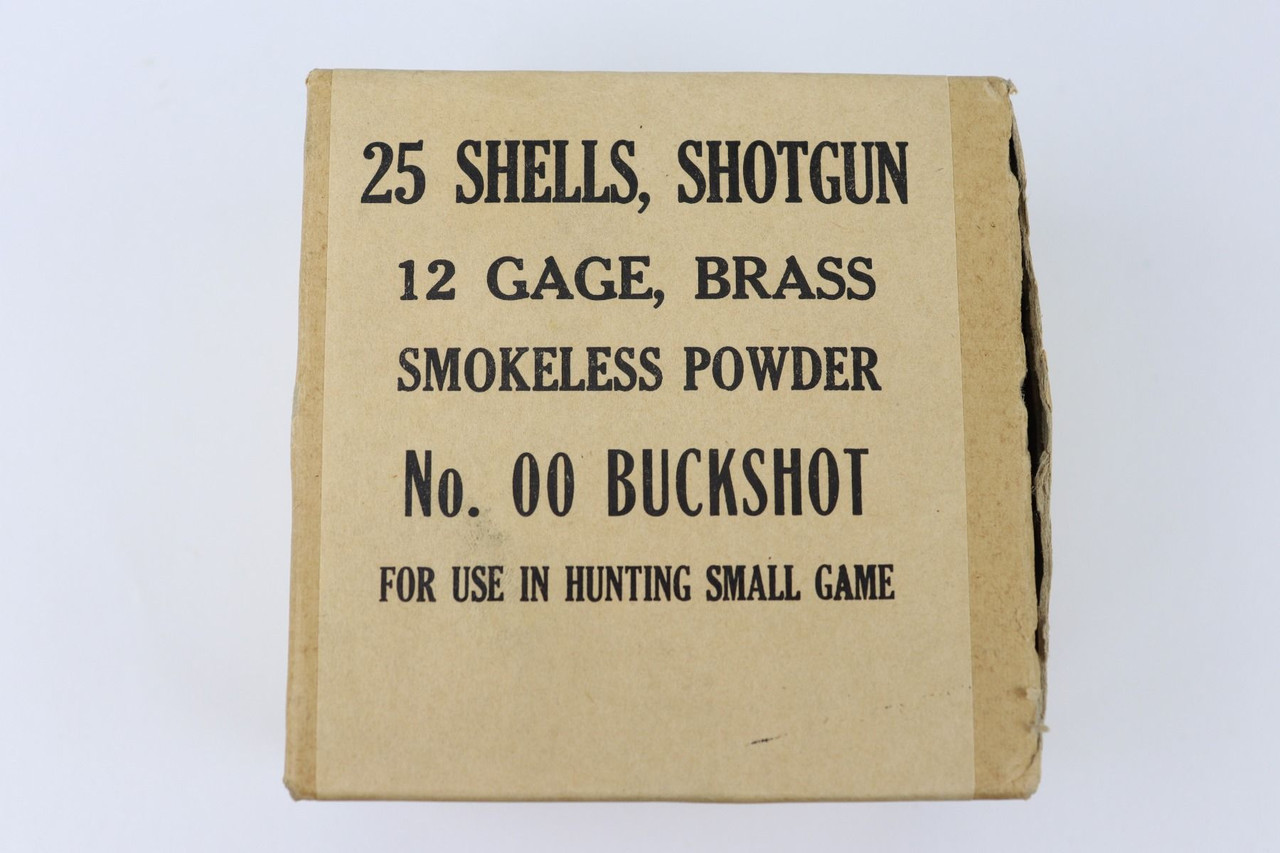 25 SHELLS, SHOTGUN
12 GAGE, BRASS
SMOKELESS POWDER
No. 00 BUCKSHOT
FOR USE IN HUNTING SMALL GAME